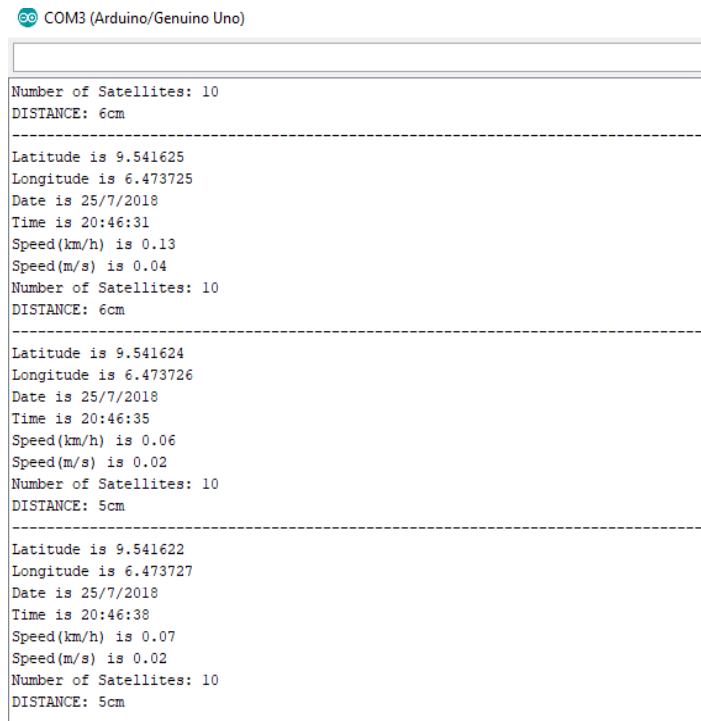 COM3 (Arduino/Genuino Uno)
Number of Satellites: 10
DISTANCE: 6cm
--------------------------------------------------------------------------------
Latitude is 9.541625
Longitude is 6.473725
Date is 25/7/2018
Time is 20:46:31
Speed(km/h) is 0.13
Speed(m/s) is 0.04
Number of Satellites: 10
DISTANCE: 6cm
--------------------------------------------------------------------------------
Latitude is 9.541624
Longitude is 6.473726
Date is 25/7/2018
Time is 20:46:35
Speed(km/h) is 0.06
Speed(m/s) is 0.02
Number of Satellites: 10
DISTANCE: 5cm
--------------------------------------------------------------------------------
Latitude is 9.541622
Longitude is 6.473727
Date is 25/7/2018
Time is 20:46:38
Speed(km/h) is 0.07
Speed(m/s) is 0.02
Number of Satellites: 10
DISTANCE: 5cm